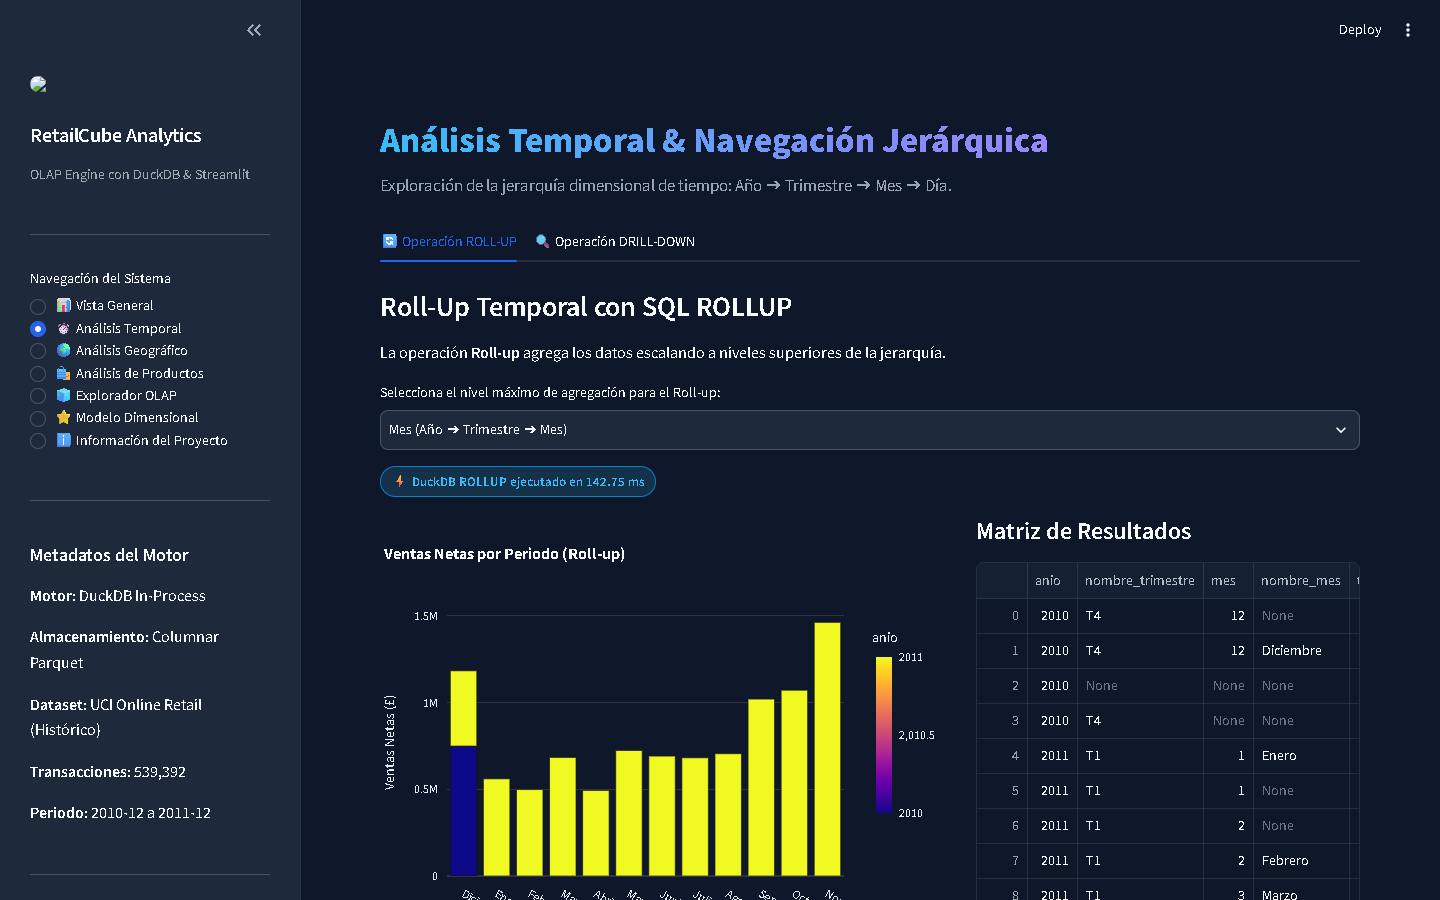 Deploy
RetailCube Analytics
OLAP Engine con DuckDB & Streamlit
Navegación del Sistema
Vista General
Análisis Temporal
Análisis Geográfico
Análisis de Productos
Explorador OLAP
Modelo Dimensional
Información del Proyecto
Metadatos del Motor
Motor: DuckDB In-Process
Almacenamiento: Columnar
Parquet
Dataset: UCI Online Retail
(Histórico)
Transacciones: 539,392
Periodo: 2010-12 a 2011-12
Análisis Temporal & Navegación Jerárquica
Exploración de la jerarquía dimensional de tiempo: Año → Trimestre → Mes → Día.
Operación ROLL-UP
Operación DRILL-DOWN
Roll-Up Temporal con SQL ROLLUP
La operación Roll-up agrega los datos escalando a niveles superiores de la jerarquía.
Selecciona el nivel máximo de agregación para el Roll-up:
Mes (Año → Trimestre → Mes)
DuckDB ROLLUP ejecutado en 142.75 ms
Ventas Netas por Periodo (Roll-up)
Ventas Netas (£)
1.5M
1M
0.5M
0
anio
2011
2,010.5
2010
Matriz de Resultados
anio nombre_trimestre mes nombre_mes
0 2010 T4 12 None
1 2010 T4 12 Diciembre
2 2010 None None None
3 2010 T4 None None
4 2011 T1 1 Enero
5 2011 T1 1 None
6 2011 T1 2 None
7 2011 T1 2 Febrero
8 2011 T1 3 Marzo